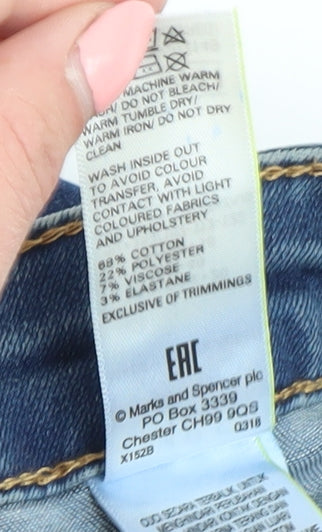 MACHINE WARM
WASH/ DO NOT BLEACH/
WARM TUMBLE DRY/
WARM IRON/ DO NOT DRY
CLEAN
WASH INSIDE OUT
TO AVOID COLOUR
TRANSFER, AVOID
CONTACT WITH LIGHT
COLOURED FABRICS
AND UPHOLSTERY
68% COTTON
22% POLYESTER
7% VISCOSE
3% ELASTANE
EXCLUSIVE OF TRIMMINGS
EAC
© Marks and Spencer plc
PO Box 3339
Chester CH99 9QS
X152B Q318